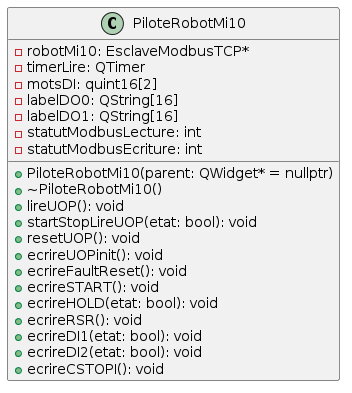 C PiloteRobotMi10
robotMi10: EsclaveModbusTCP*
timerLire: QTimer
motsDI: quint16[2]
labelDO0: QString[16]
labelDO1: QString[16]
statutModbusLecture: int
statutModbusEcriture: int
PiloteRobotMi10(parent: QWidget* = nullptr)
~PiloteRobotMi10()
lireUOP(): void
startStopLireUOP(etat: bool): void
resetUOP(): void
ecrireUOPinit(): void
ecrireFaultReset(): void
ecrireSTART(): void
ecrireHOLD(etat: bool): void
ecrireRSR(): void
ecrireDI1(etat: bool): void
ecrireDI2(etat: bool): void
ecrireCSTOPI(): void